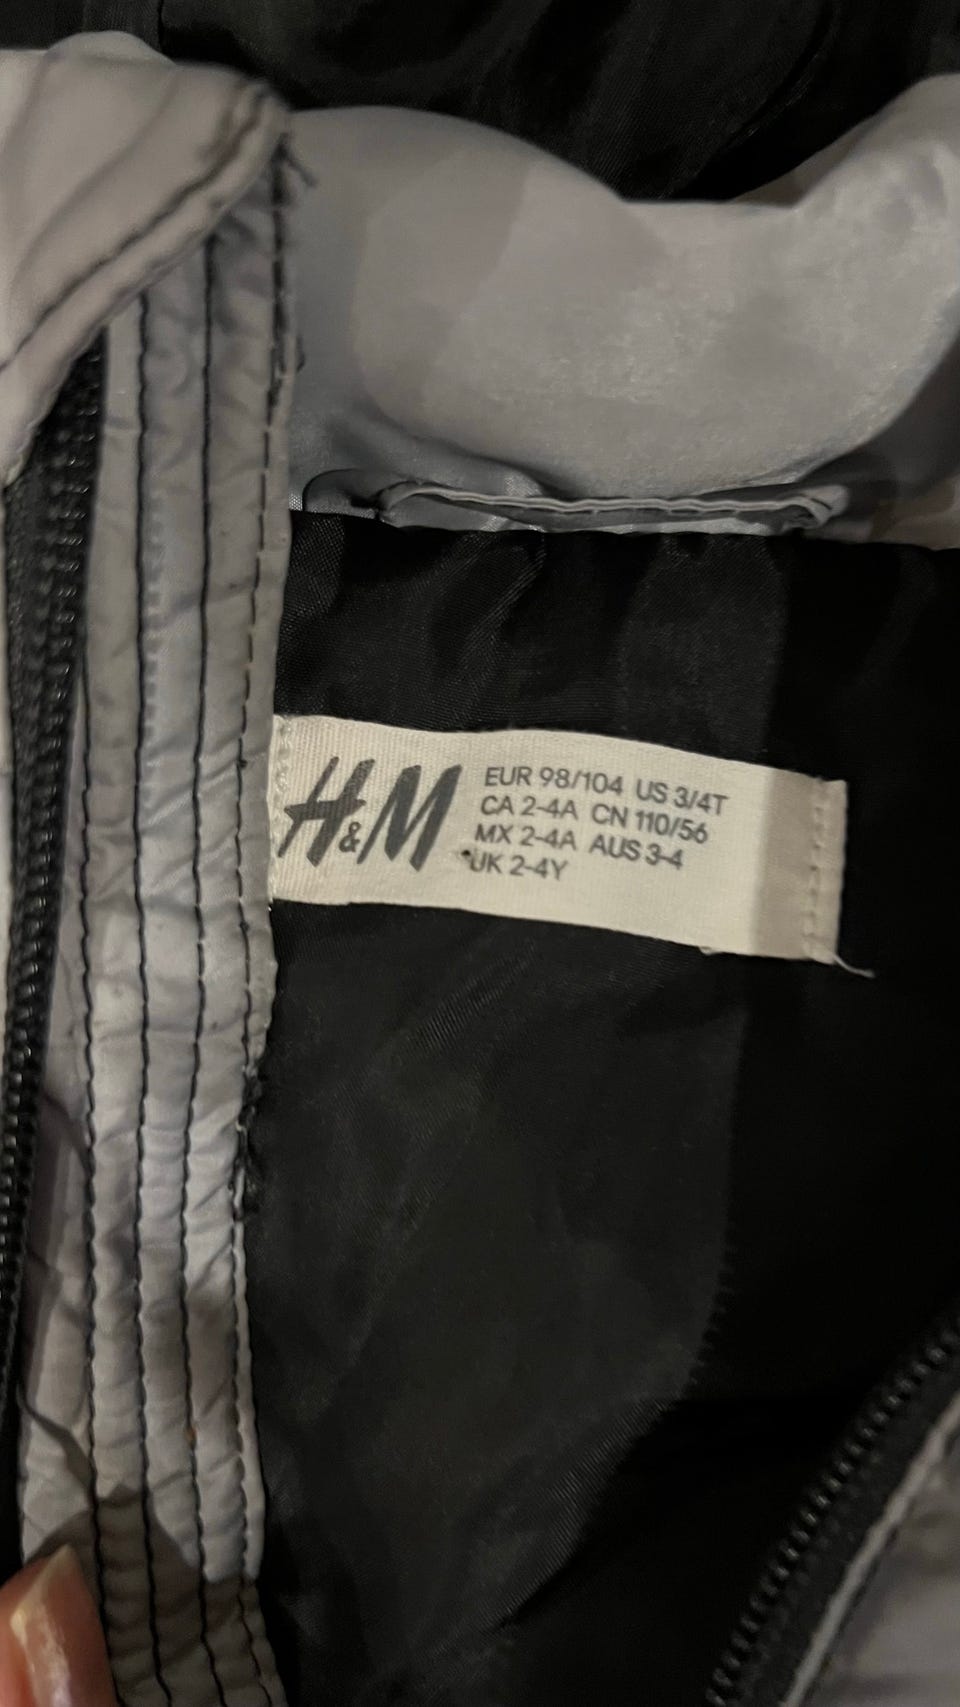 H&M
EUR 98/104 US 3/4T
CA 2-4A CN 110/56
MX 2-4A AUS 3-4
UK 2-4Y